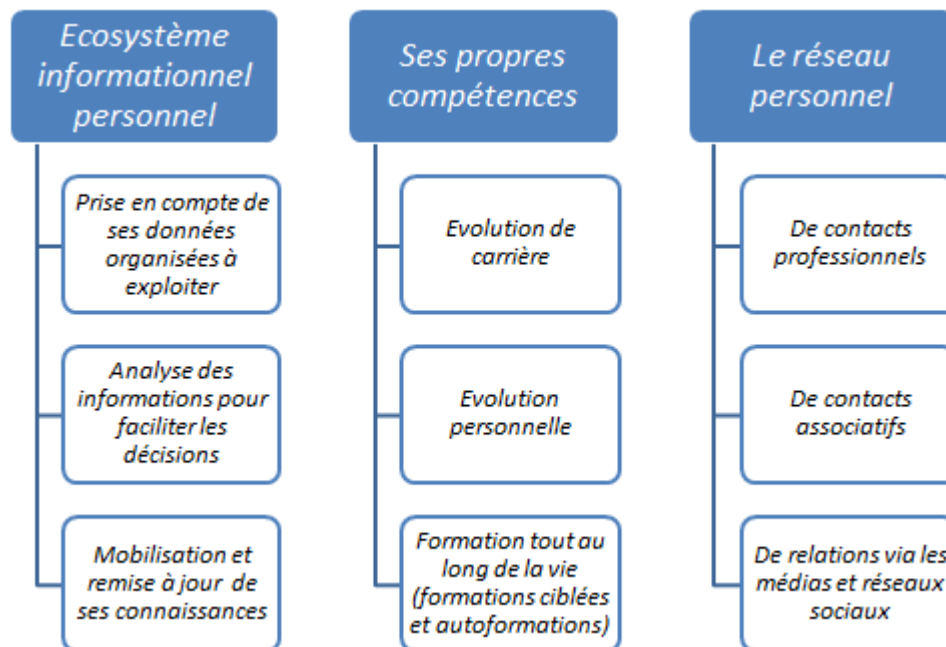 Ecosystème
informationnel
personnel
Prise en compte de
ses données
organisées à
exploiter
Analyse des
informations pour
faciliter les
décisions
Mobilisation et
remise à jour de
ses connaissances
Ses propres
compétences
Evolution de
carrière
Evolution
personnelle
Formation tout au
long de la vie
(formations ciblées
et autoformations)
Le réseau
personnel
De contacts
professionnels
De contacts
associatifs
De relations via les
médias et réseaux
sociaux